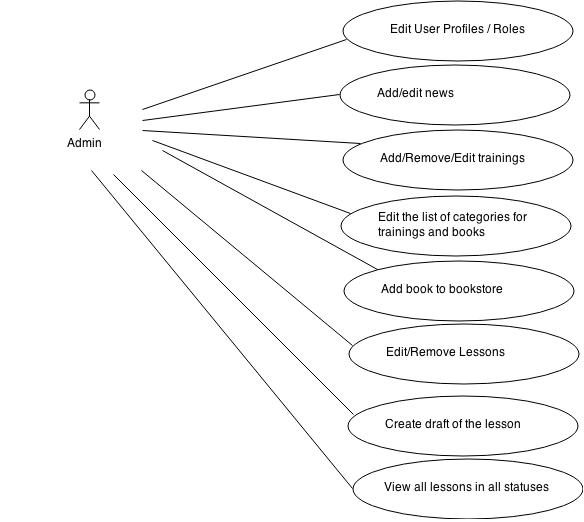 Edit User Profiles / Roles
Add/edit news
Admin
Add/Remove/Edit trainings
Edit the list of categories for
trainings and books
Add book to bookstore
Edit/Remove Lessons
Create draft of the lesson
View all lessons in all statuses